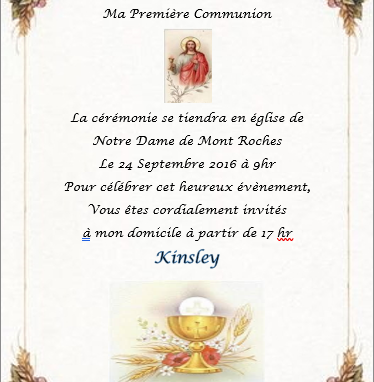 Ma Première Communion
La cérémonie se tiendra en église de
Notre Dame de Mont Roches
Le 24 Septembre 2016 à 9hr
Pour célébrer cet heureux évènement,
Vous êtes cordialement invités
à mon domicile à partir de 17 hr
Kinsley